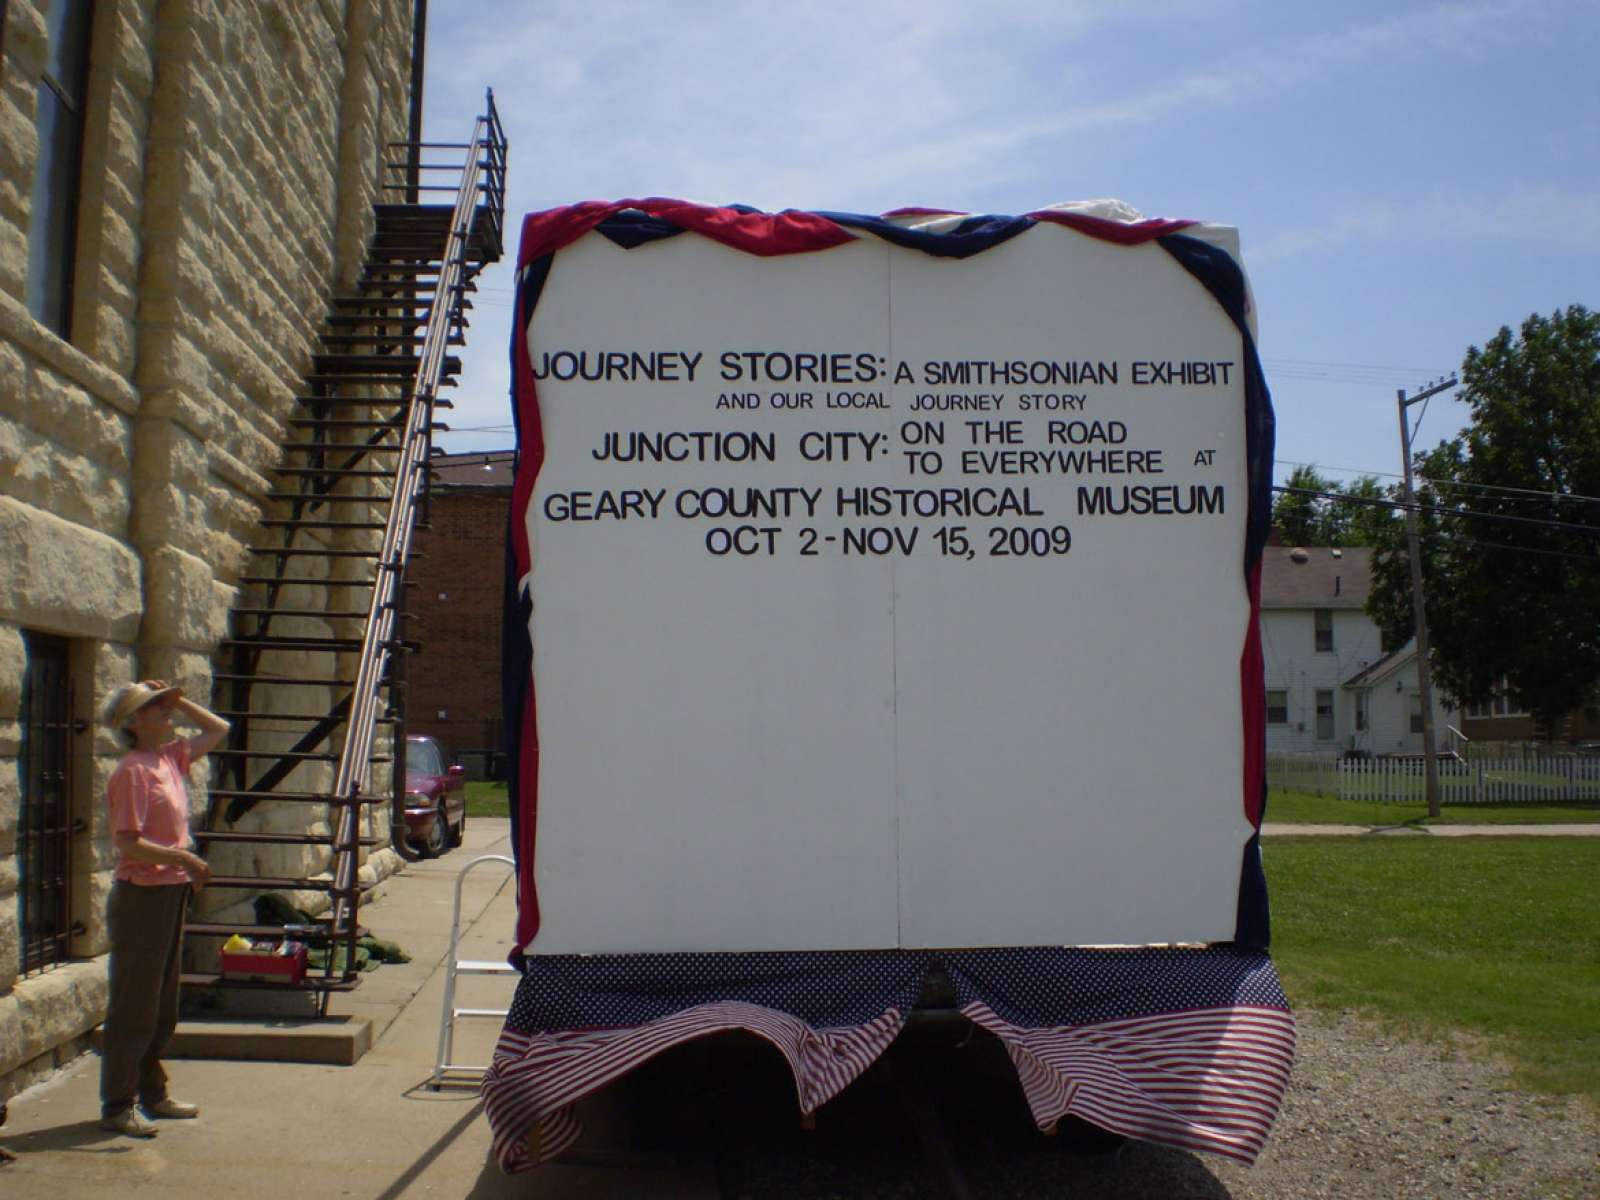 JOURNEY STORIES: A SMITHSONIAN EXHIBIT
AND OUR LOCAL JOURNEY STORY
JUNCTION CITY: ON THE ROAD
TO EVERYWHERE AT
GEARY COUNTY HISTORICAL MUSEUM
OCT 2-NOV 15, 2009